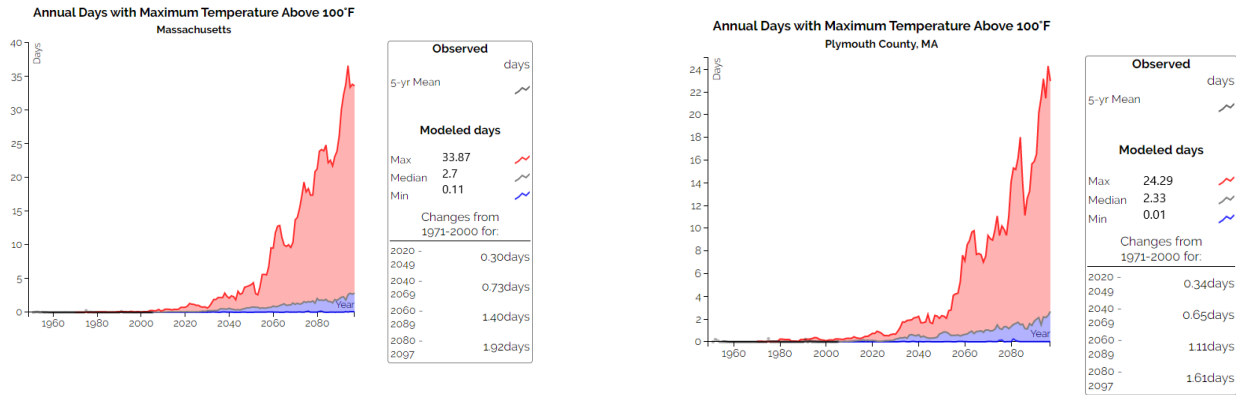 Annual Days with Maximum Temperature Above 100°F
Massachusetts
40
35
30
25
20
15
10
5
0
Days
1960
1980
2000
2020
2040
2060
2080
Year
Observed
days
5-yr Mean
Modeled days
Max 33.87
Median 2.7
Min 0.11
Changes from
1971-2000 for:
2020 -
2049
0.30days
2040 -
2069
0.73days
2060 -
2089
1.40days
2080 -
2097
1.92days
Annual Days with Maximum Temperature Above 100°F
Plymouth County, MA
24
22
20
18
16
14
12
10
8
6
4
2
0
Days
1960
1980
2000
2020
2040
2060
2080
Year
Observed
days
5-yr Mean
Modeled days
Max 24.29
Median 2.33
Min 0.01
Changes from
1971-2000 for:
2020 -
2049
0.34days
2040 -
2069
0.65days
2060 -
2089
1.11days
2080 -
2097
1.61days